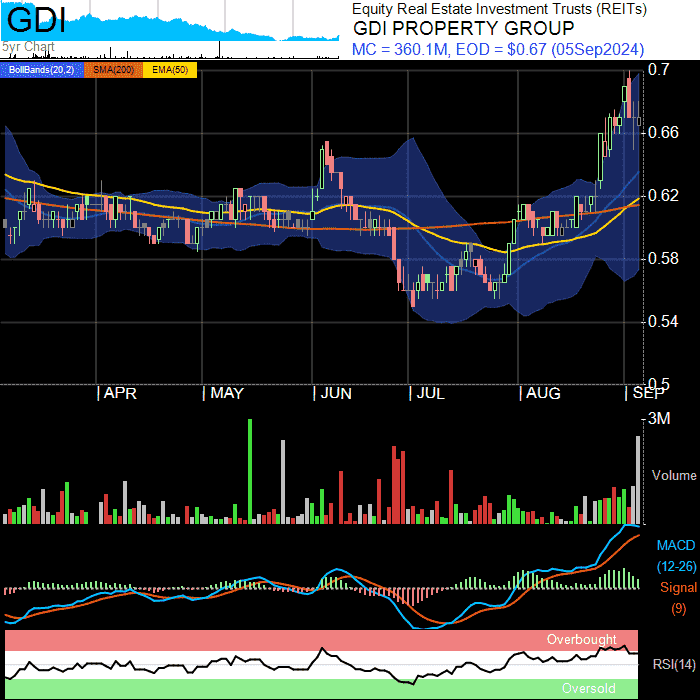 GDI
5yr Chart
Equity Real Estate Investment Trusts (REITs)
GDI PROPERTY GROUP
MC = 360.1M, EOD = $0.67 (05Sep2024)
BollBands(20,2) SMA(200) EMA(50)
0.7
0.66
0.62
0.58
0.54
0.5
APR MAY JUN JUL AUG SEP
3M
Volume
MACD
(12-26)
Signal
(9)
Overbought
RSI(14)
Oversold